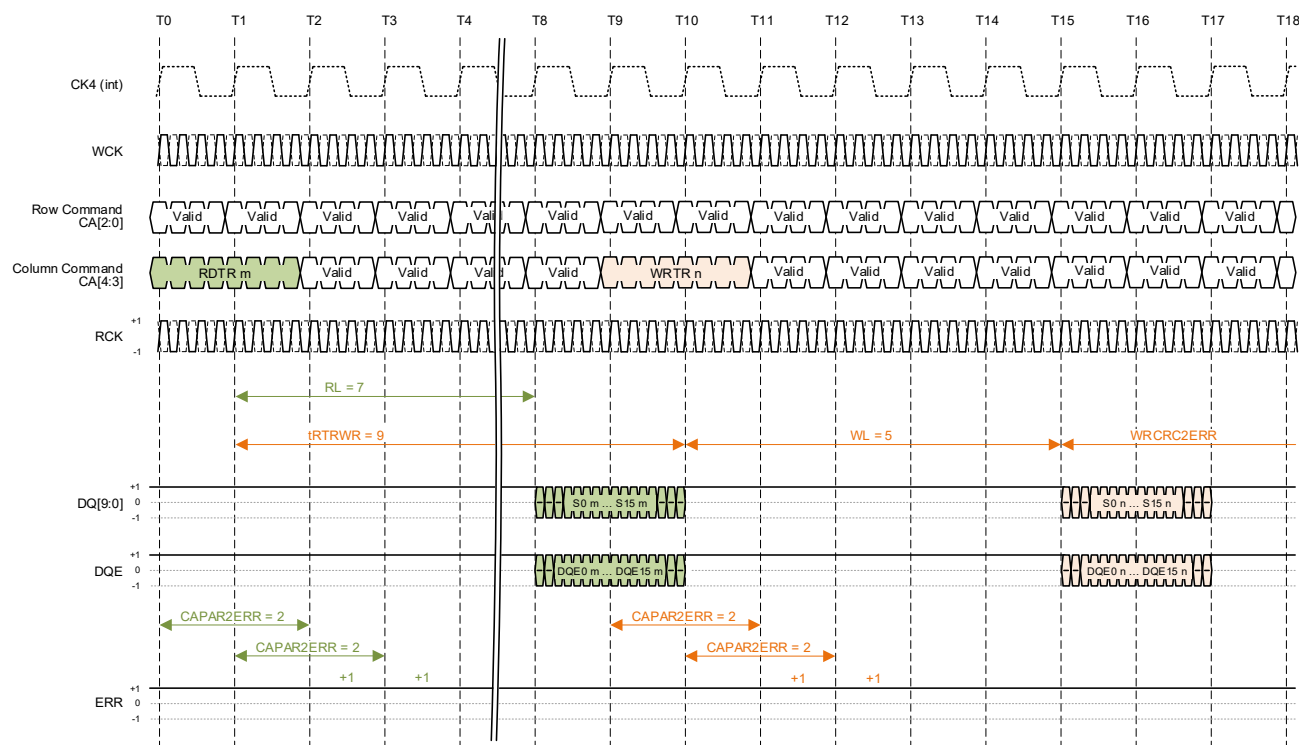 T0 T1 T2 T3 T4 T8 T9 T10 T11 T12 T13 T14 T15 T16 T17 T18
CK4 (int)
WCK
Row Command
CA[2:0]
Valid Valid Valid Valid Valid Valid Valid Valid Valid Valid Valid Valid Valid Valid Valid
Column Command
CA[4:3]
RDTR m Valid Valid Valid Valid WRTR n Valid Valid Valid Valid Valid Valid Valid
RCK
+1
-1
RL = 7
tRTRWR = 9 WL = 5 WRCRC2ERR
DQ[9:0]
+1
0
-1
S0 m ... S15 m S0 n ... S15 n
DQE
+1
0
-1
DQE0 m ... DQE15 m DQE0 n ... DQE15 n
CAPAR2ERR = 2 CAPAR2ERR = 2
CAPAR2ERR = 2 CAPAR2ERR = 2
+1 +1 +1 +1
ERR
+1
0
-1